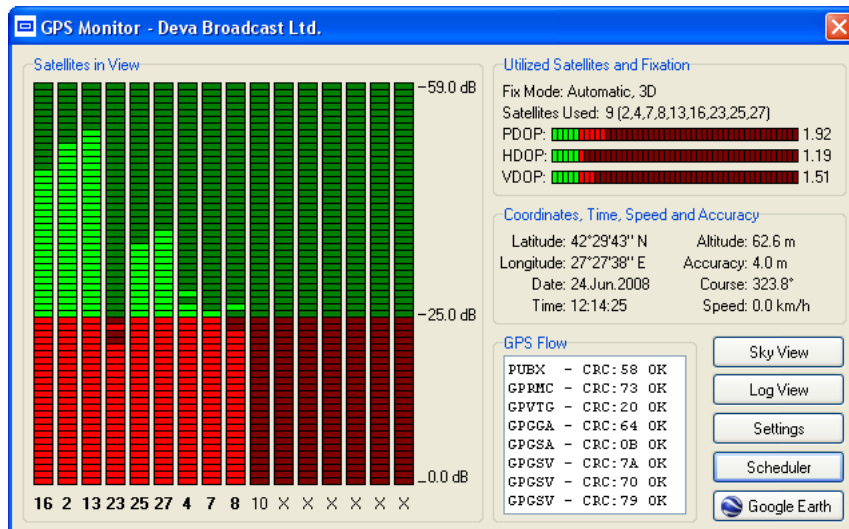 GPS Monitor - Deva Broadcast Ltd.
Satellites in View
59.0 dB
25.0 dB
0.0 dB
16 2 13 23 25 27 4 7 8 10 X X X X X X
Utilized Satellites and Fixation
Fix Mode: Automatic, 3D
Satellites Used: 9 (2,4,7,8,13,16,23,25,27)
PDOP: 1.92
HDOP: 1.19
VDOP: 1.51
Coordinates, Time, Speed and Accuracy
Latitude: 42°29'43'' N Altitude: 62.6 m
Longitude: 27°27'38'' E Accuracy: 4.0 m
Date: 24.Jun.2008 Course: 323.8°
Time: 12:14:25 Speed: 0.0 km/h
GPS Flow
PUBX - CRC:58 OK
GPRMC - CRC:73 OK
GPVTG - CRC:20 OK
GPGGA - CRC:64 OK
GPGSA - CRC:0B OK
GPGSV - CRC:7A OK
GPGSV - CRC:70 OK
GPGSV - CRC:79 OK
Sky View
Log View
Settings
Scheduler
Google Earth